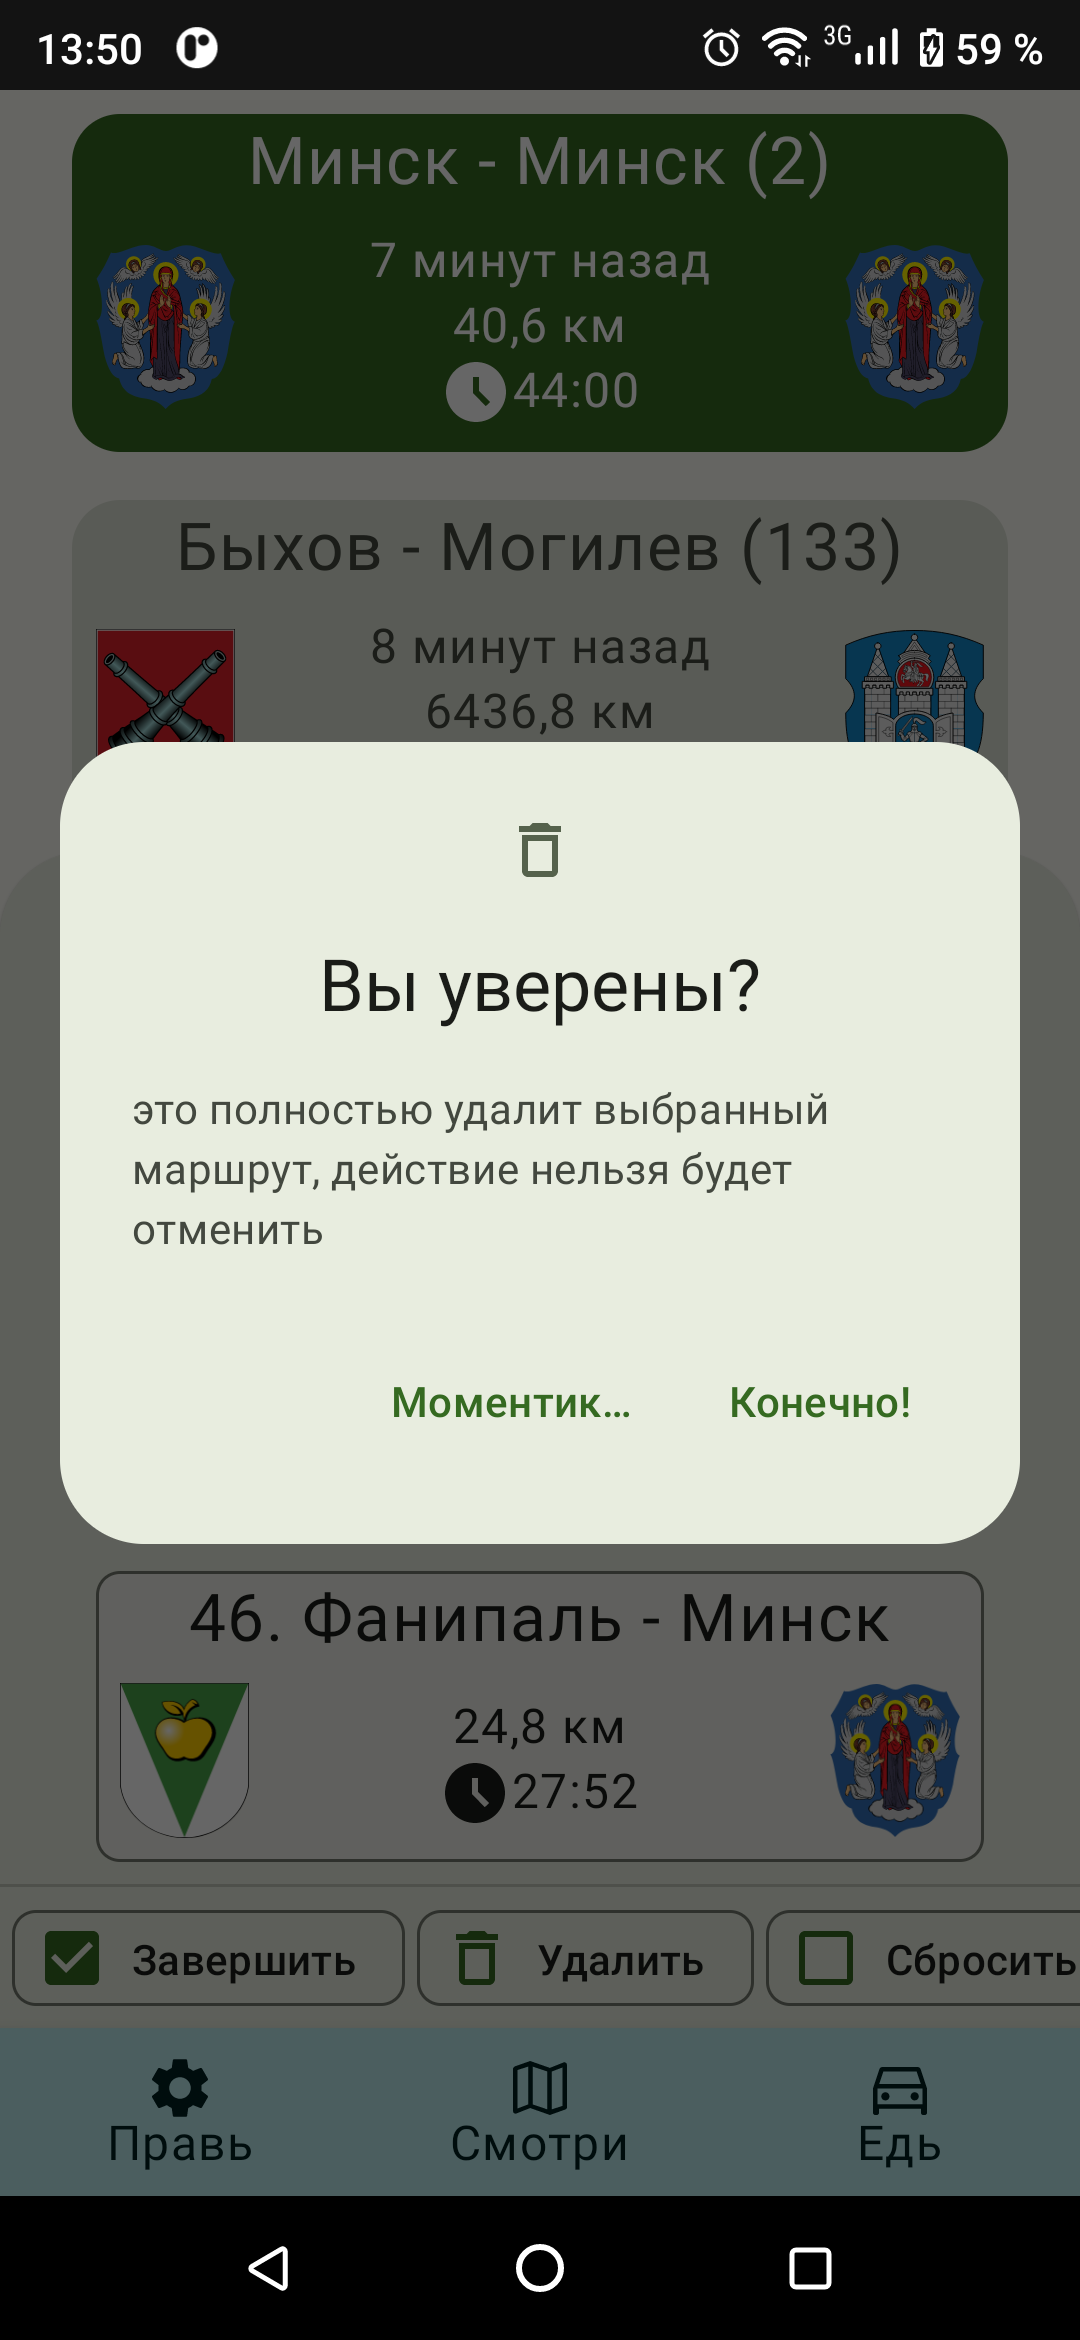 13:50
3G
59 %
Минск - Минск (2)
7 минут назад
40,6 км
44:00
Быхов - Могилев (133)
8 минут назад
6436,8 км
Вы уверены?
это полностью удалит выбранный
маршрут, действие нельзя будет
отменить
Моментик...
Конечно!
46. Фанипаль - Минск
24,8 км
27:52
Завершить
Удалить
Сбросить
Правь
Смотри
Едь